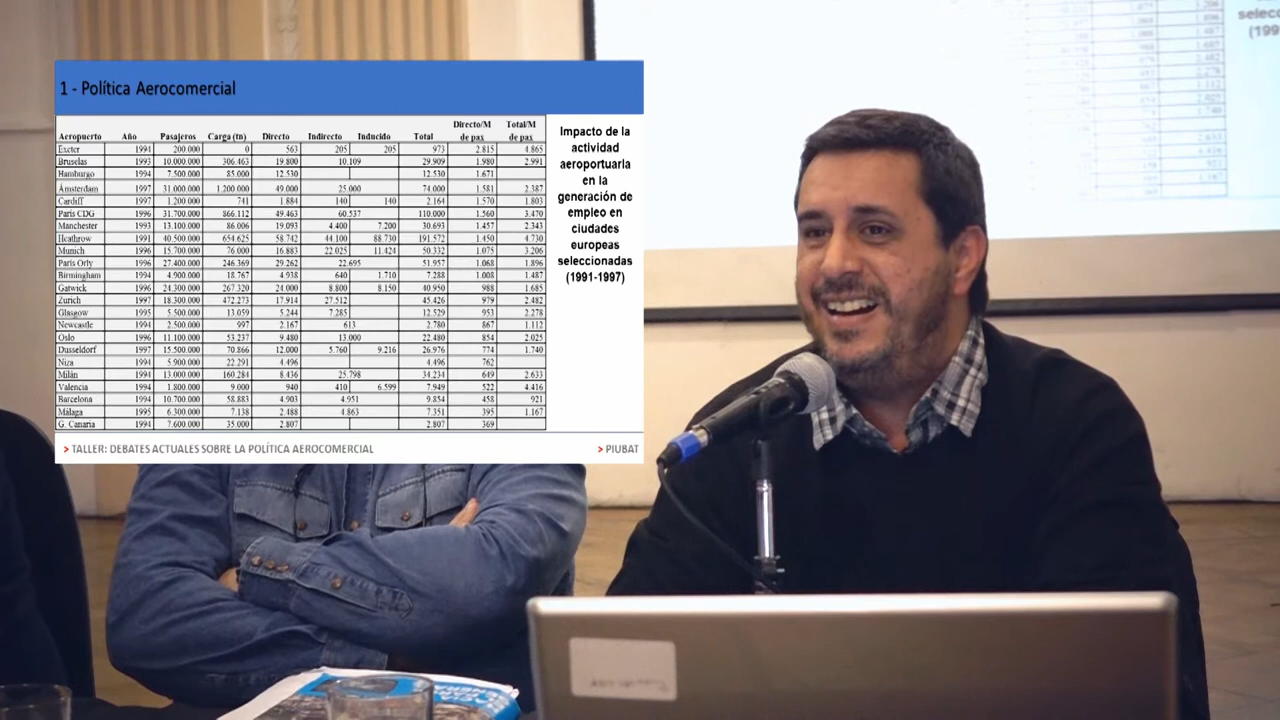 1 - Política Aerocomercial
Directo/M Total/M
Aeropuerto Año Pasajeros Carga (tn) Directo Indirecto Inducido Total de pax de pax
Exeter 1994 200.000 0 563 205 205 973 2.815 4.865
Bruselas 1993 10.000.000 306.463 19.800 10.109 29.909 1.980 2.991
Hamburgo 1994 7.500.000 85.000 12.530 12.530 1.671
Ámsterdam 1997 31.000.000 1.200.000 49.000 25.000 74.000 1.581 2.387
Cardiff 1997 1.200.000 741 1.884 140 140 2.164 1.570 1.803
París CDG 1996 31.700.000 866.112 49.463 60.537 110.000 1.560 3.470
Manchester 1993 13.100.000 86.006 19.093 4.400 7.200 30.693 1.457 2.343
Heathrow 1991 40.500.000 654.625 58.742 44.100 88.730 191.572 1.450 4.730
Munich 1996 15.700.000 76.000 16.883 22.025 11.424 50.332 1.075 3.206
París Orly 1996 27.400.000 246.369 29.262 22.695 51.957 1.068 1.896
Birmingham 1994 4.900.000 18.767 4.938 640 1.710 7.288 1.008 1.487
Gatwick 1996 24.300.000 267.320 24.000 8.800 8.150 40.950 988 1.685
Zurich 1997 18.300.000 472.273 17.914 27.512 45.426 979 2.482
Glasgow 1995 5.500.000 13.059 5.244 7.285 12.529 953 2.278
Newcastle 1994 2.500.000 997 2.167 613 2.780 867 1.112
Oslo 1996 11.100.000 53.237 9.480 13.000 22.480 854 2.025
Dusseldorf 1997 15.500.000 70.866 12.000 5.760 9.216 26.976 774 1.740
Niza 1994 5.900.000 22.291 4.496 4.496 762
Milán 1994 13.000.000 160.284 8.436 25.798 34.234 649 2.633
Valencia 1994 1.800.000 9.000 940 410 6.599 7.949 522 4.416
Barcelona 1994 10.700.000 58.883 4.903 4.951 9.854 458 921
Málaga 1995 6.300.000 7.138 2.488 4.863 7.351 395 1.167
G. Canaria 1994 7.600.000 35.000 2.807 2.807 369
Impacto de la
actividad
aeroportuaria
en la
generación de
empleo en
ciudades
europeas
seleccionadas
(1991-1997)
> TALLER: DEBATES ACTUALES SOBRE LA POLÍTICA AEROCOMERCIAL
> PIUBAT